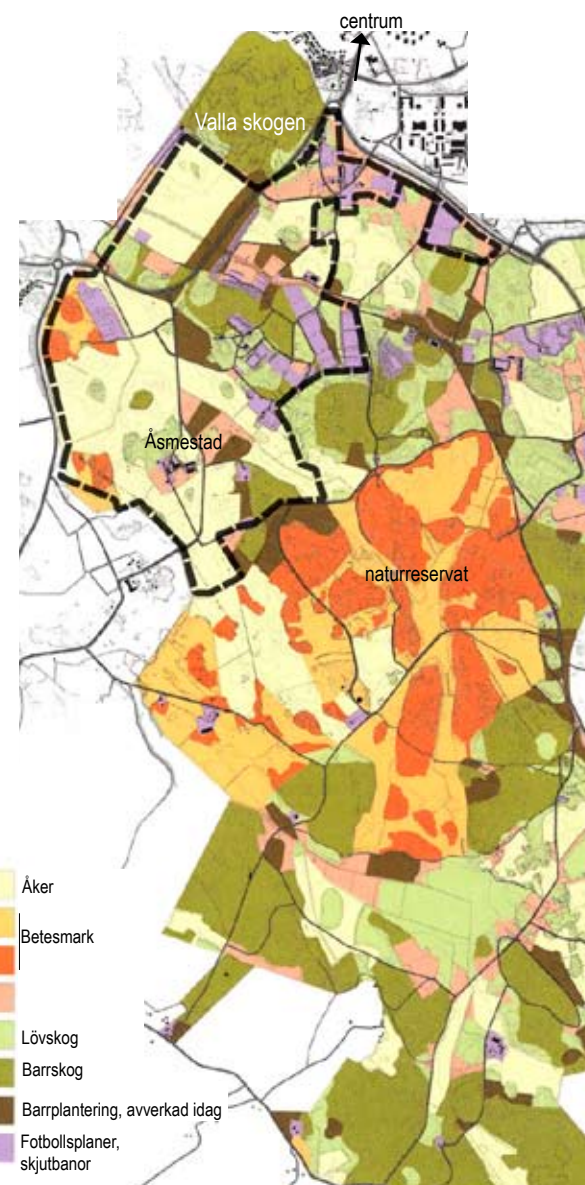 centrum
Valla skogen
Åsmestad
naturreservat
Åker
Betesmark
Lövskog
Barrskog
Barrplantering, avverkad idag
Fotbollsplaner,
skjutbanor